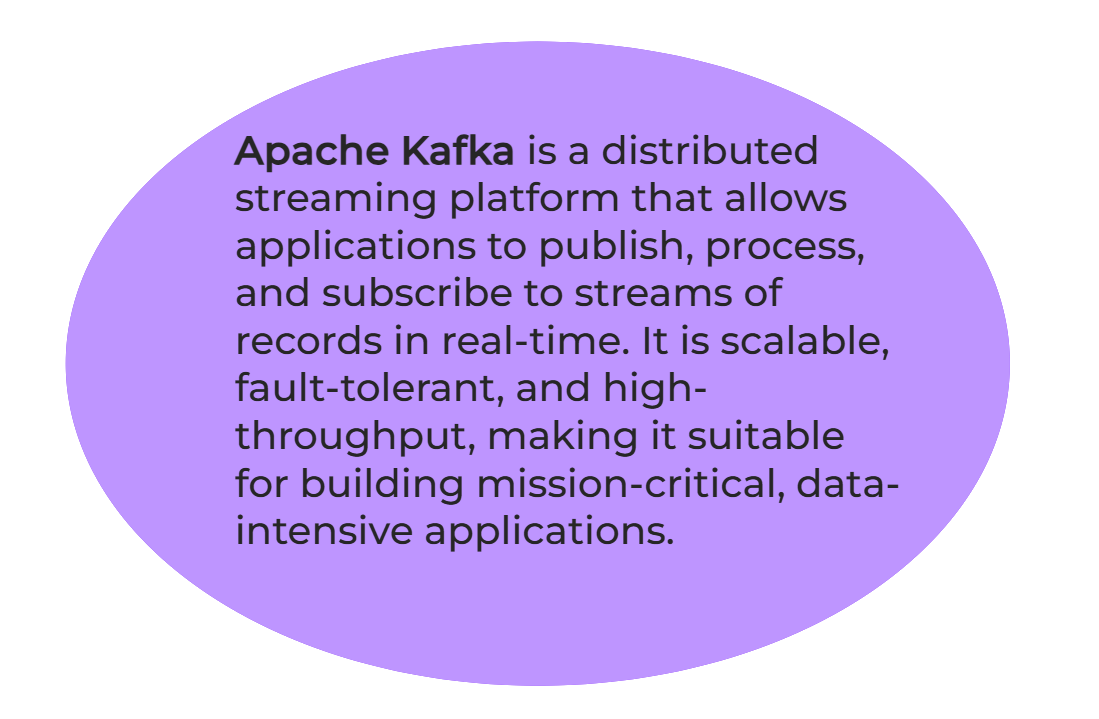 Apache Kafka is a distributed
streaming platform that allows
applications to publish, process,
and subscribe to streams of
records in real-time. It is scalable,
fault-tolerant, and high-
throughput, making it suitable
for building mission-critical, data-
intensive applications.